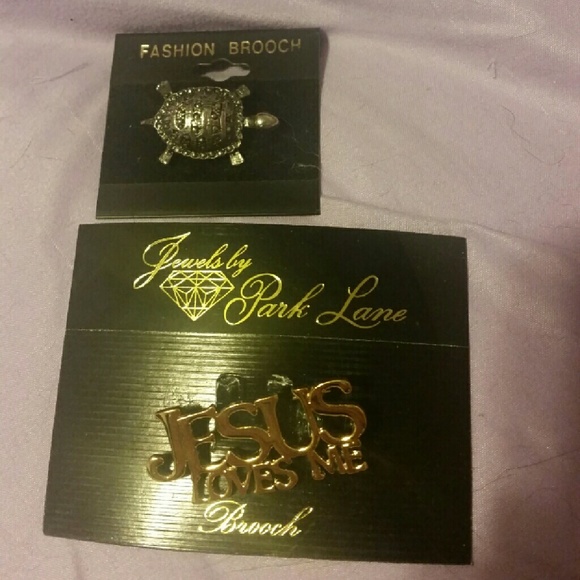 FASHION BROOCH
Jewels by
Park Lane
JESUS
LOVES ME
Brooch